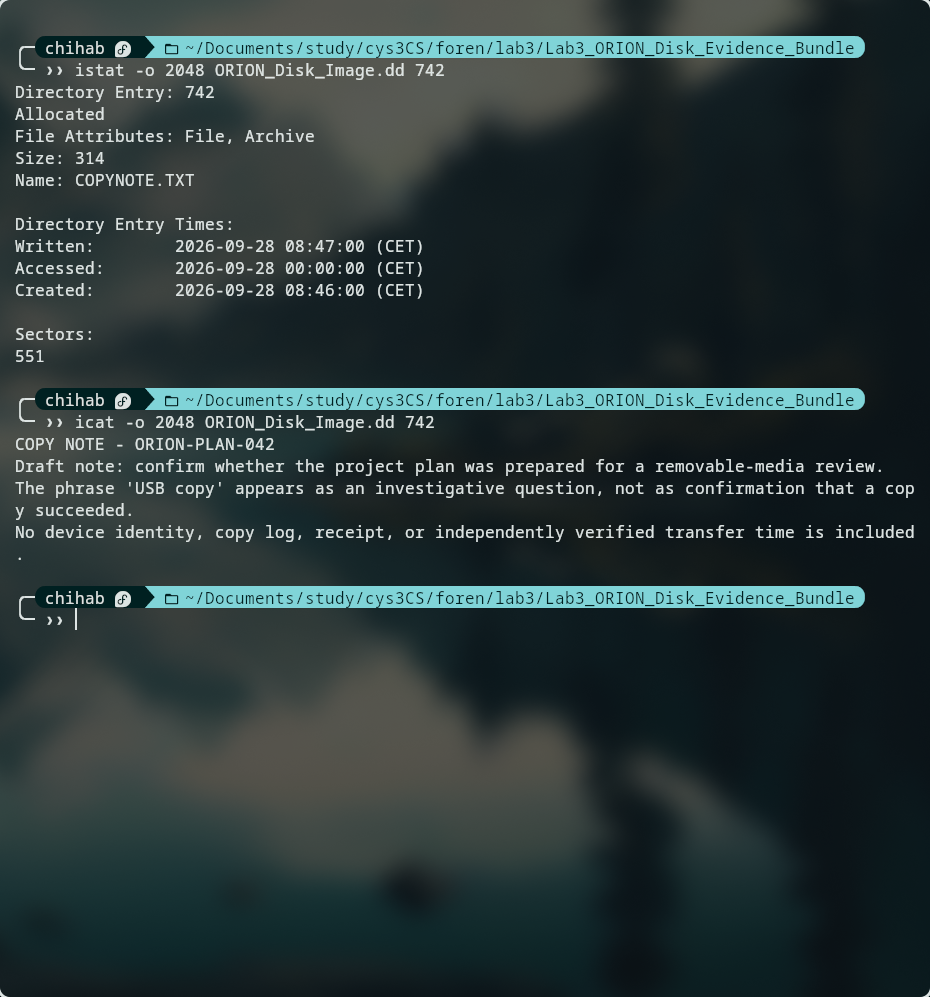 chihab ~/Documents/study/cys3CS/foren/lab3/Lab3_ORION_Disk_Evidence_Bundle
›› istat -o 2048 ORION_Disk_Image.dd 742
Directory Entry: 742
Allocated
File Attributes: File, Archive
Size: 314
Name: COPYNOTE.TXT
Directory Entry Times:
Written:        2026-09-28 08:47:00 (CET)
Accessed:       2026-09-28 00:00:00 (CET)
Created:        2026-09-28 08:46:00 (CET)
Sectors:
551
chihab ~/Documents/study/cys3CS/foren/lab3/Lab3_ORION_Disk_Evidence_Bundle
›› icat -o 2048 ORION_Disk_Image.dd 742
COPY NOTE - ORION-PLAN-042
Draft note: confirm whether the project plan was prepared for a removable-media review.
The phrase 'USB copy' appears as an investigative question, not as confirmation that a cop
y succeeded.
No device identity, copy log, receipt, or independently verified transfer time is included
.
chihab ~/Documents/study/cys3CS/foren/lab3/Lab3_ORION_Disk_Evidence_Bundle
››